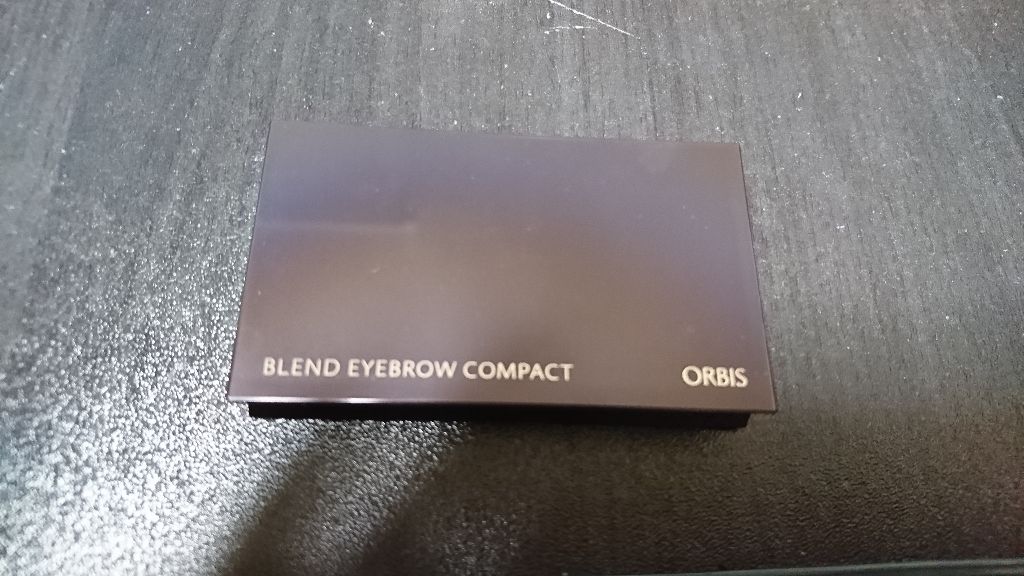 BLEND EYEBROW COMPACT ORBIS